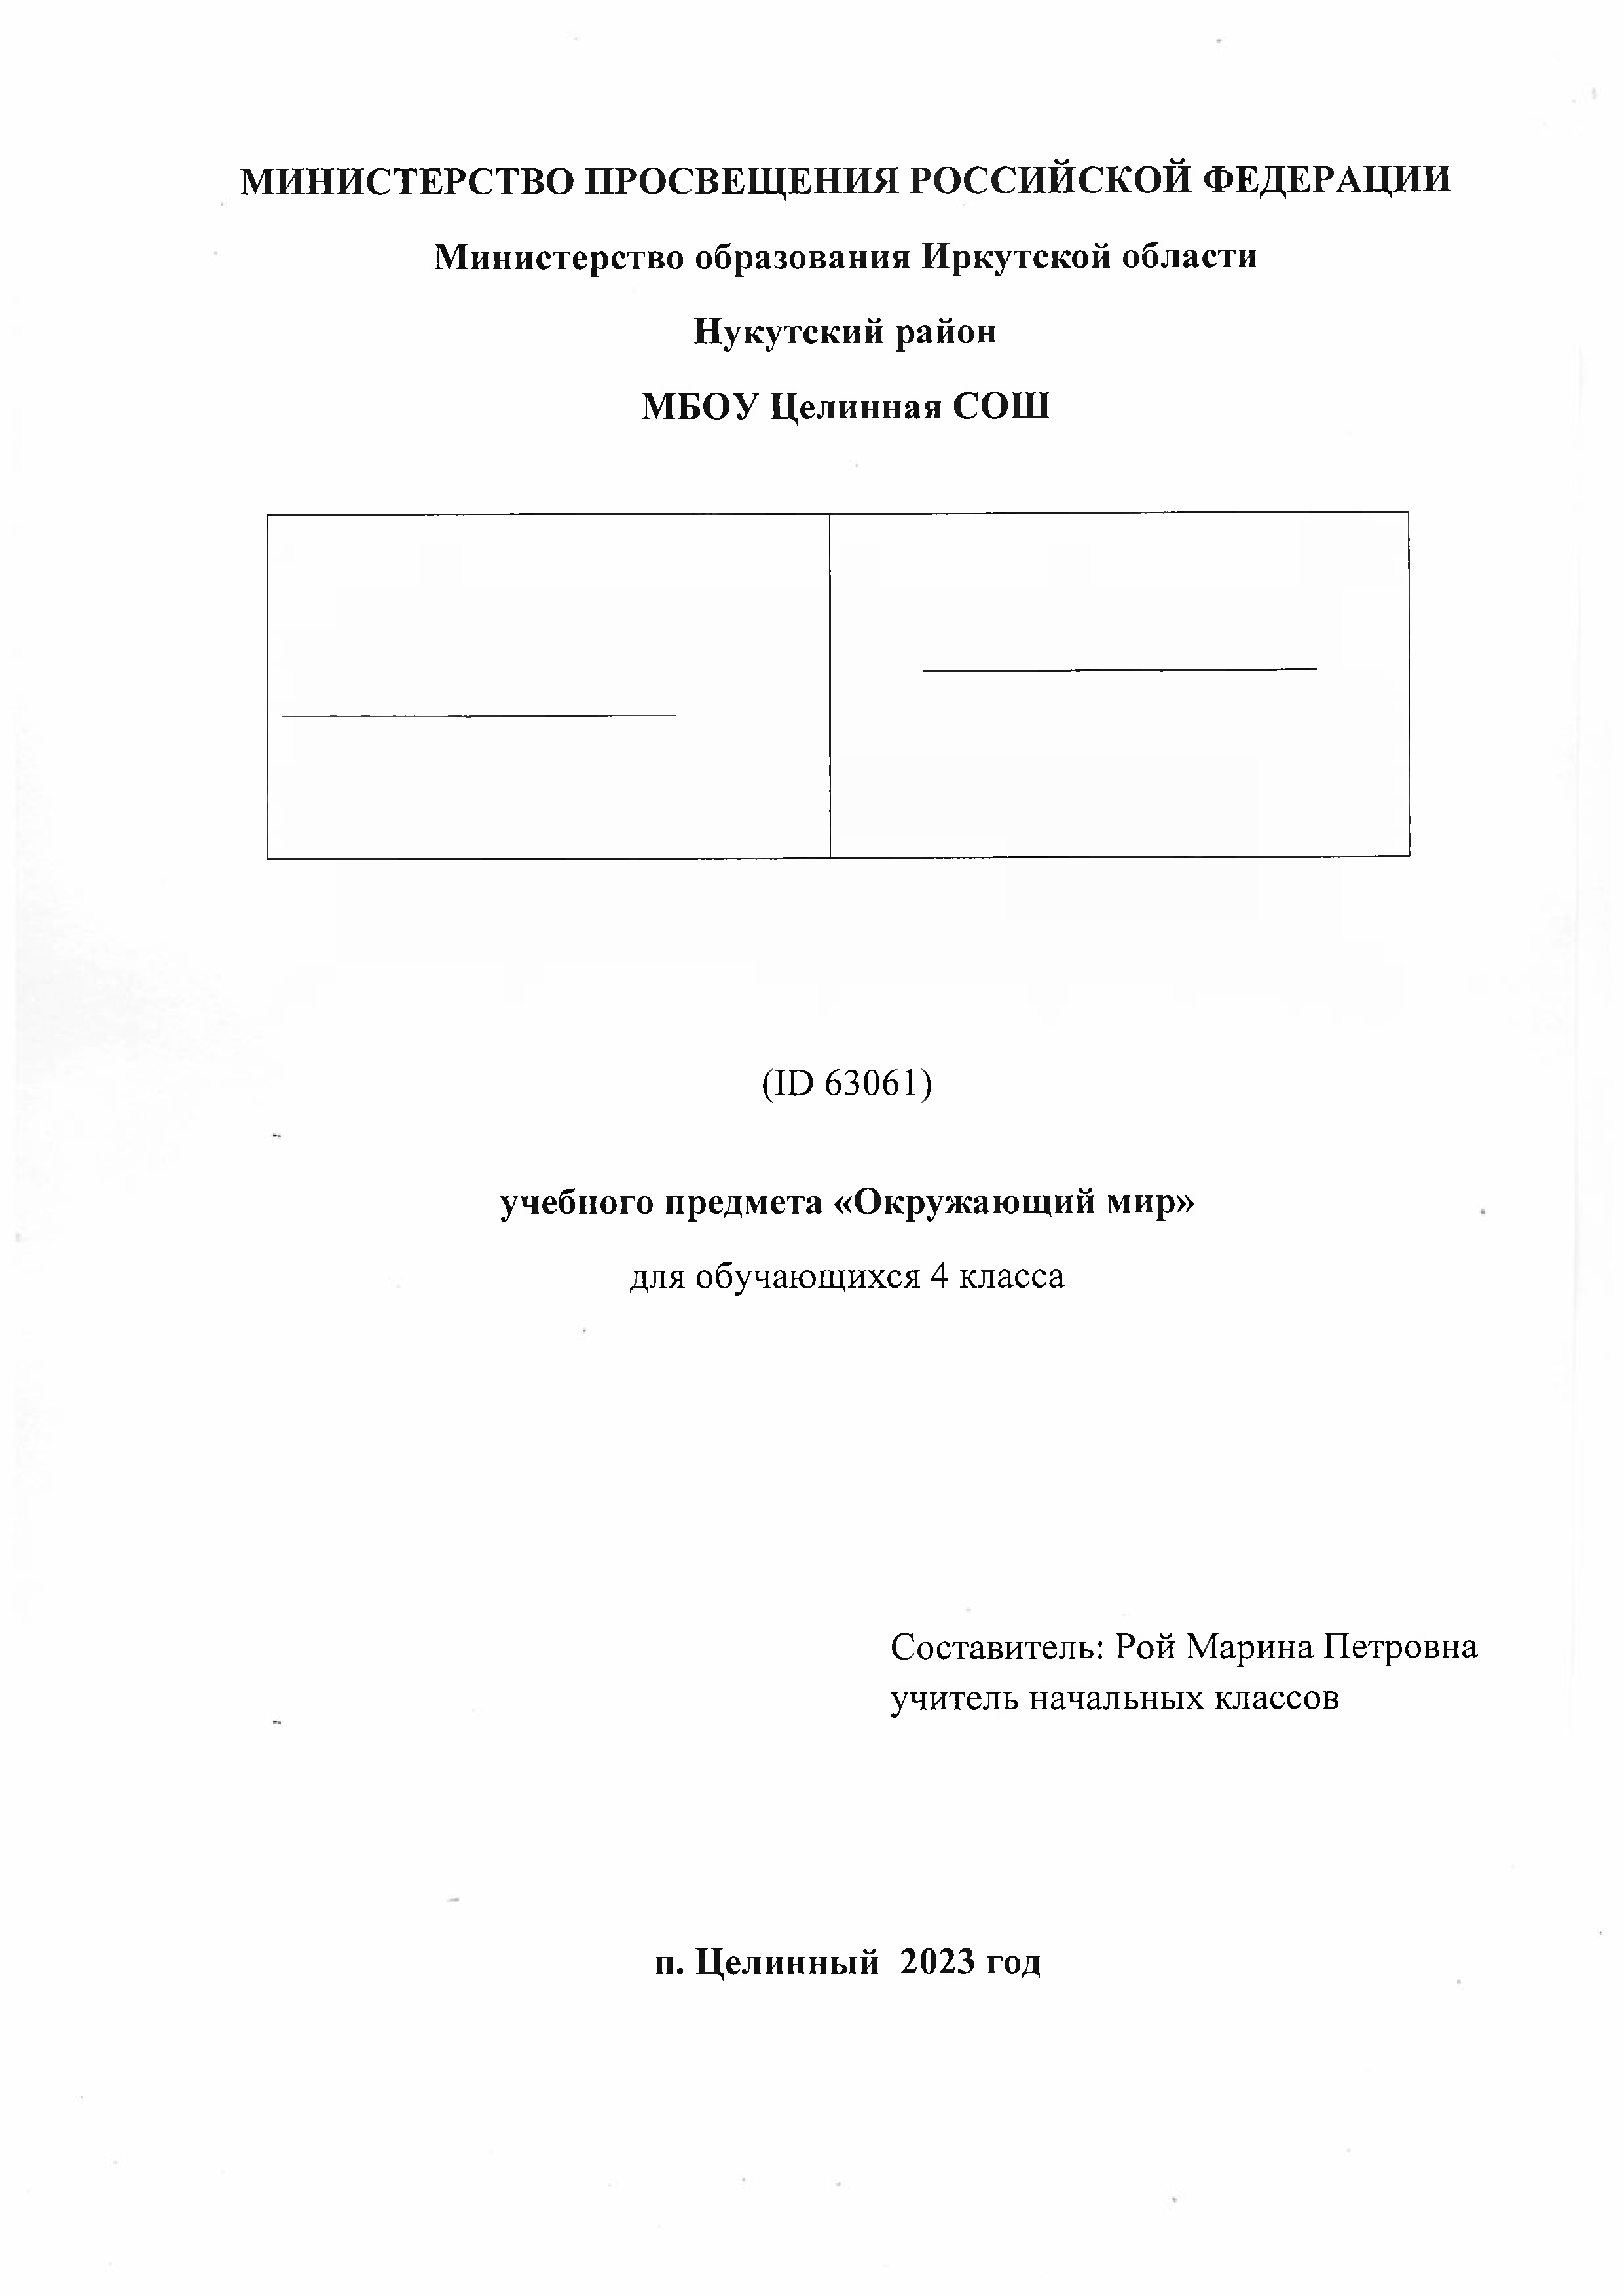 МИНИСТЕРСТВО ПРОСВЕЩЕНИЯ РОССИЙСКОЙ ФЕДЕРАЦИИ
Министерство образования Иркутской области
Нукутский район
МБОУ Целинная СОШ
(ID 63061)
учебного предмета «Окружающий мир»
для обучающихся 4 класса
Составитель: Рой Марина Петровна
учитель начальных классов
п. Целинный 2023 год